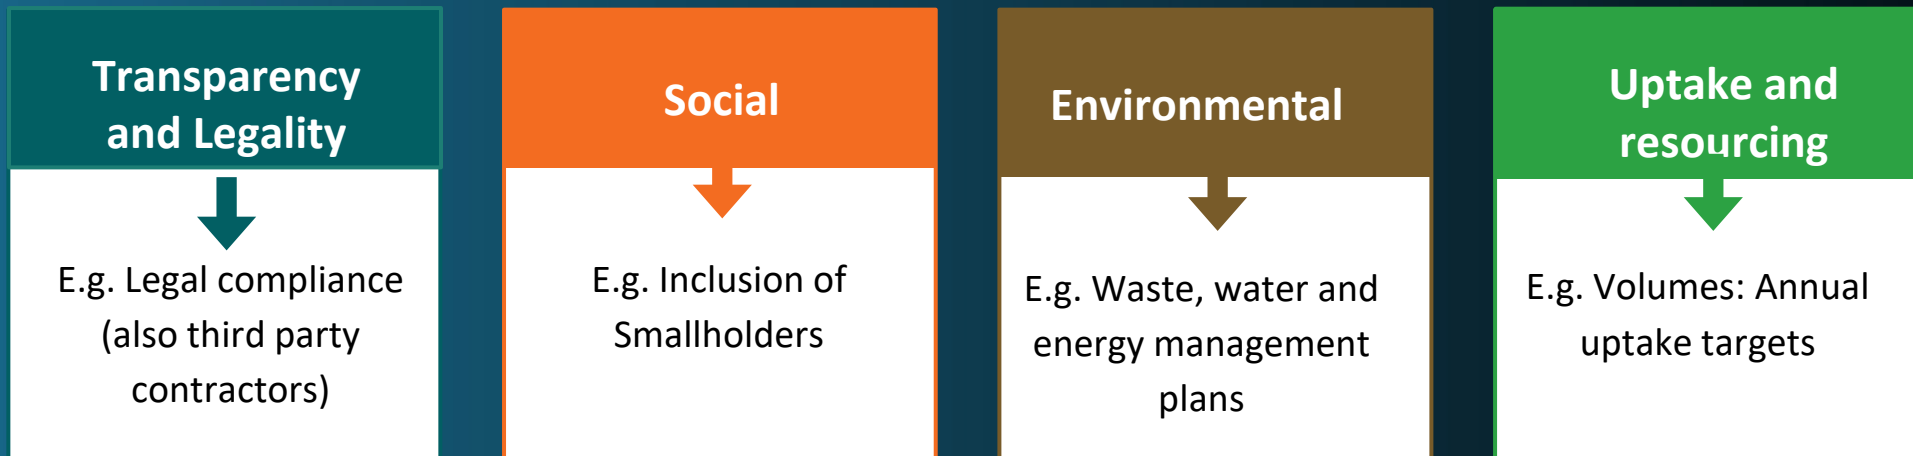 Transparency
and Legality
E.g. Legal compliance
(also third party
contractors)
Social
E.g. Inclusion of
Smallholders
Environmental
E.g. Waste, water and
energy management
plans
Uptake and
resourcing
E.g. Volumes: Annual
uptake targets